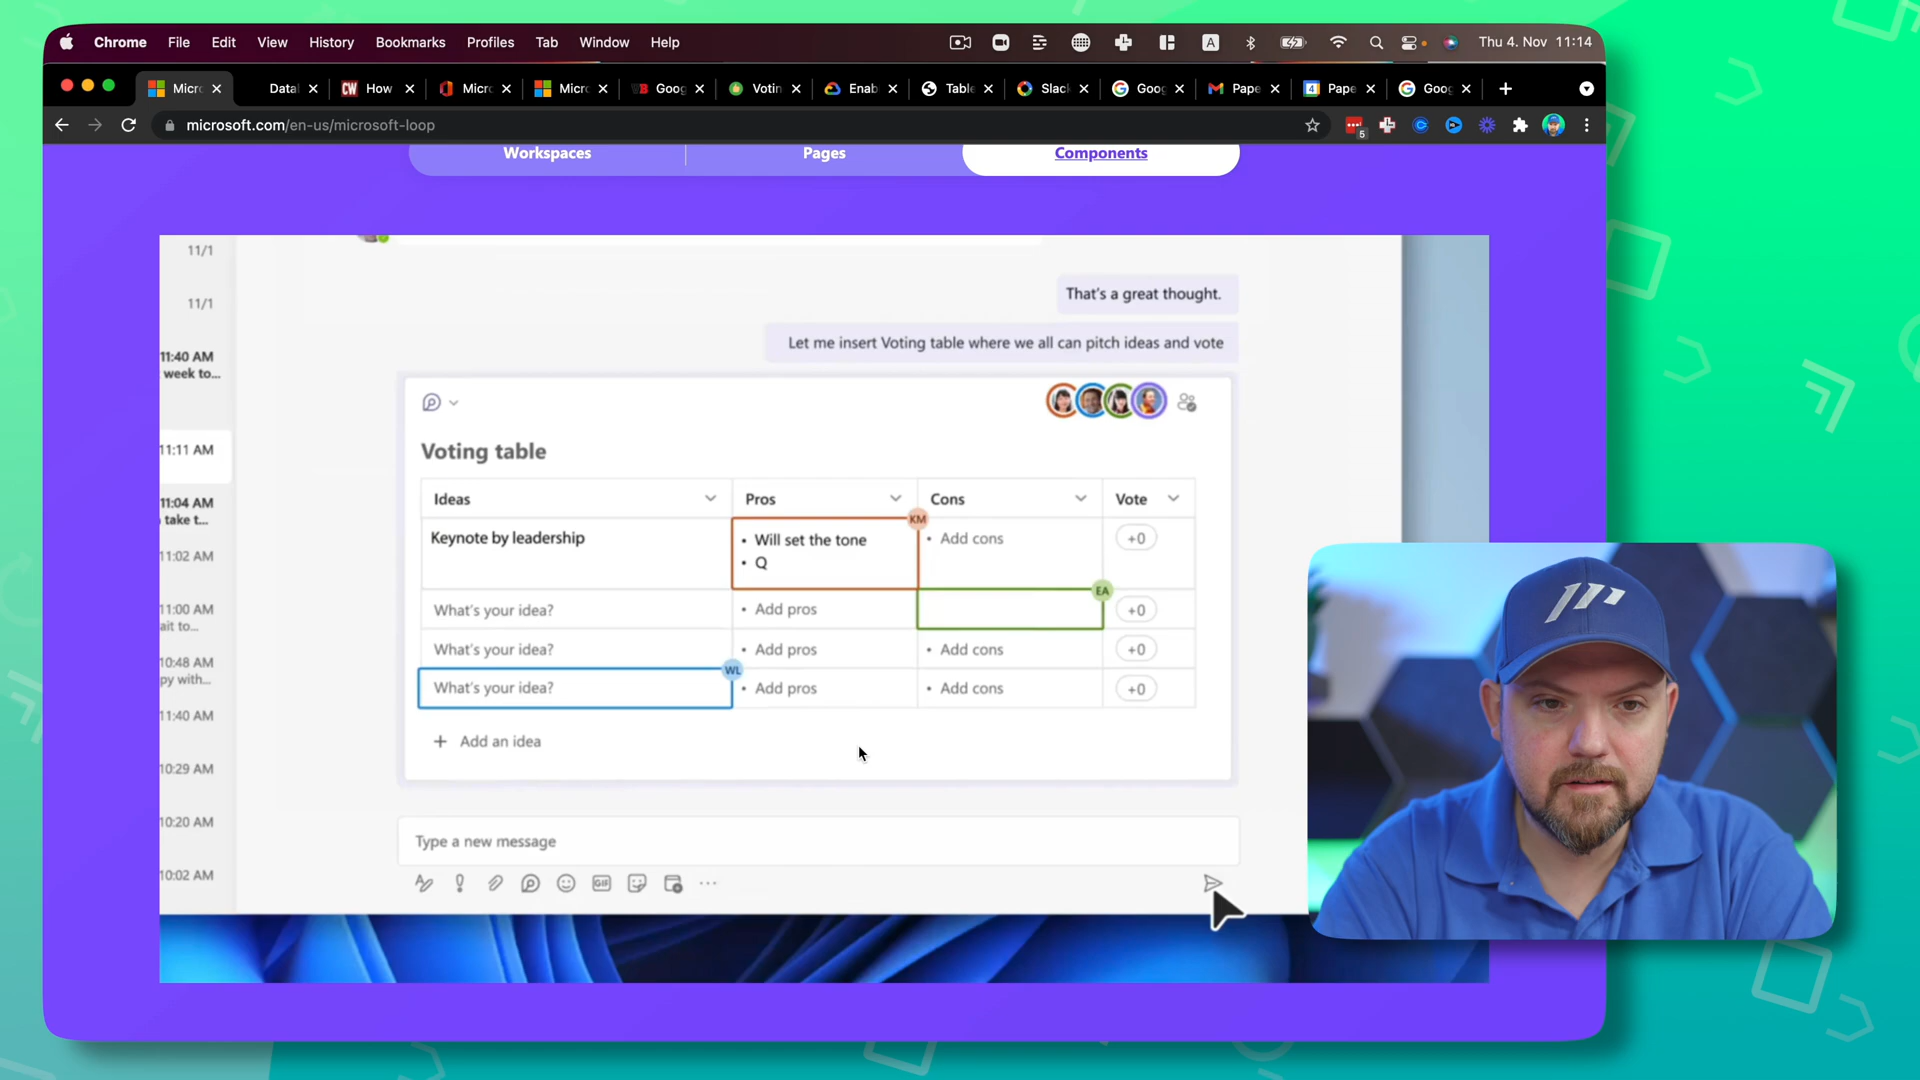 Chrome File Edit View History Bookmarks Profiles Tab Window Help A Thu 4. Nov 11:14
Micr Data CW How Micr Micr Goog Votin Enab Table Slac Goog Pape 4 Pape Goog
microsoft.com/en-us/microsoft-loop 5
Workspaces Pages Components
11/1
That's a great thought.
11/1
Let me insert Voting table where we all can pitch ideas and vote
11:40 AM
week to...
Voting table
11:11 AM
Ideas Pros Cons Vote
11:04 AM
take t...
KM
Keynote by leadership
• Will set the tone
• Q
• Add cons
+0
11:02 AM
EA
What's your idea? • Add pros +0
11:00 AM
ait to...
What's your idea? • Add pros • Add cons +0
10:48 AM
py with...
WL
What's your idea? • Add pros • Add cons +0
11:40 AM
+ Add an idea
10:29 AM
10:20 AM
Type a new message
10:02 AM
GIF